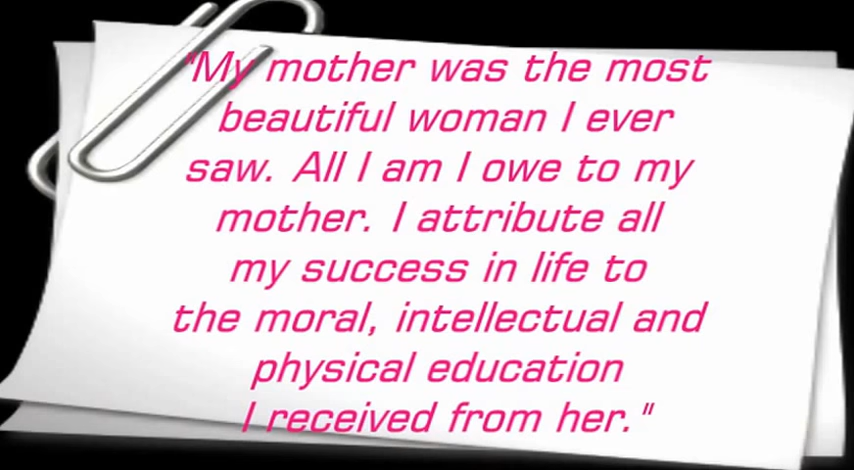 "My mother was the most
beautiful woman I ever
saw. All I am I owe to my
mother. I attribute all
my success in life to
the moral, intellectual and
physical education
I received from her."